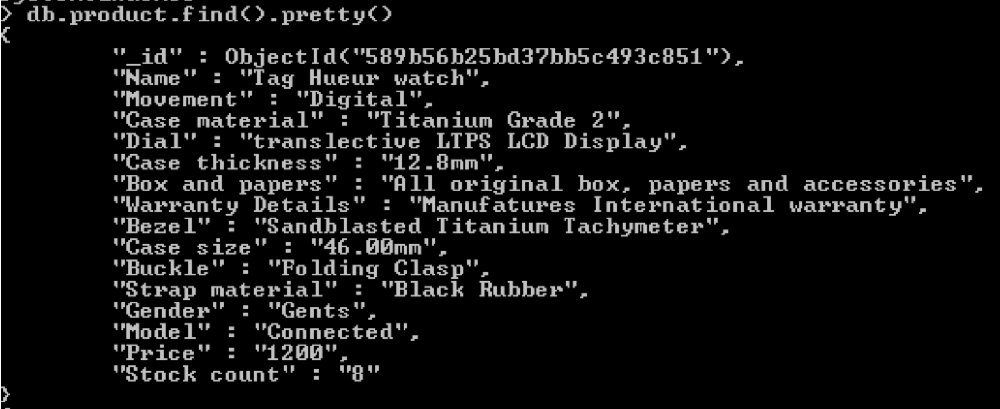 > db.product.find().pretty()
{
"_id" : ObjectId("589b56b25bd37bb5c493c851"),
"Name" : "Tag Hueur watch",
"Movement" : "Digital",
"Case material" : "Titanium Grade 2",
"Dial" : "translective LTPS LCD Display",
"Case thickness" : "12.8mm",
"Box and papers" : "All original box, papers and accessories",
"Warranty Details" : "Manufatures International warranty",
"Bezel" : "Sandblasted Titanium Tachymeter",
"Case size" : "46.00mm",
"Buckle" : "Folding Clasp",
"Strap material" : "Black Rubber",
"Gender" : "Gents",
"Model" : "Connected",
"Price" : "1200",
"Stock count" : "8"
}